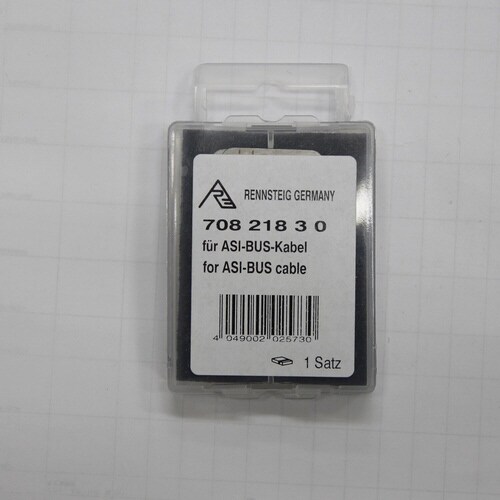 RENNSTEIG GERMANY
708 218 3 0
für ASI-BUS-Kabel
for ASI-BUS cable
4 049002 025730
1 Satz